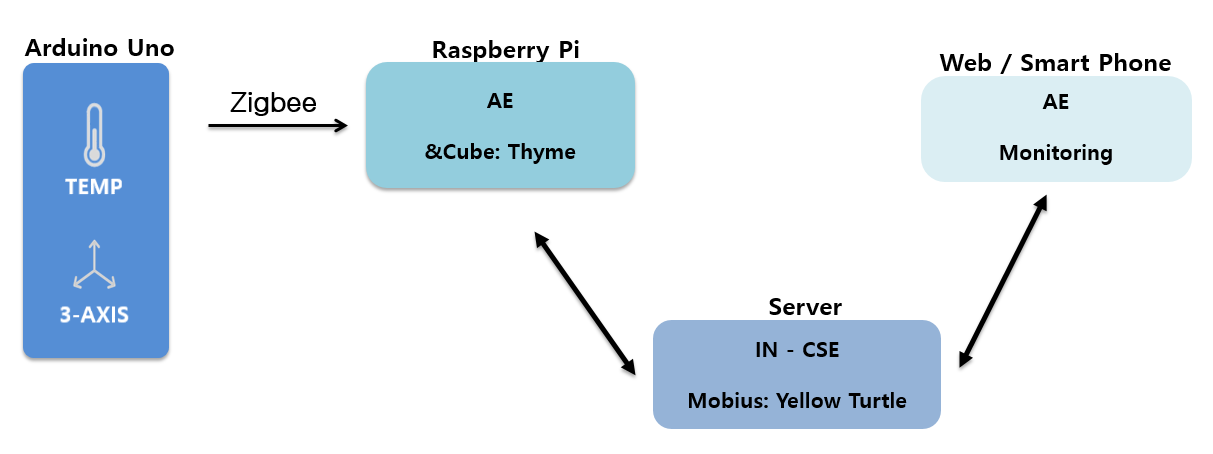 Arduino Uno
TEMP
3-AXIS
Zigbee
Raspberry Pi
AE
&Cube: Thyme
Web / Smart Phone
AE
Monitoring
Server
IN - CSE
Mobius: Yellow Turtle